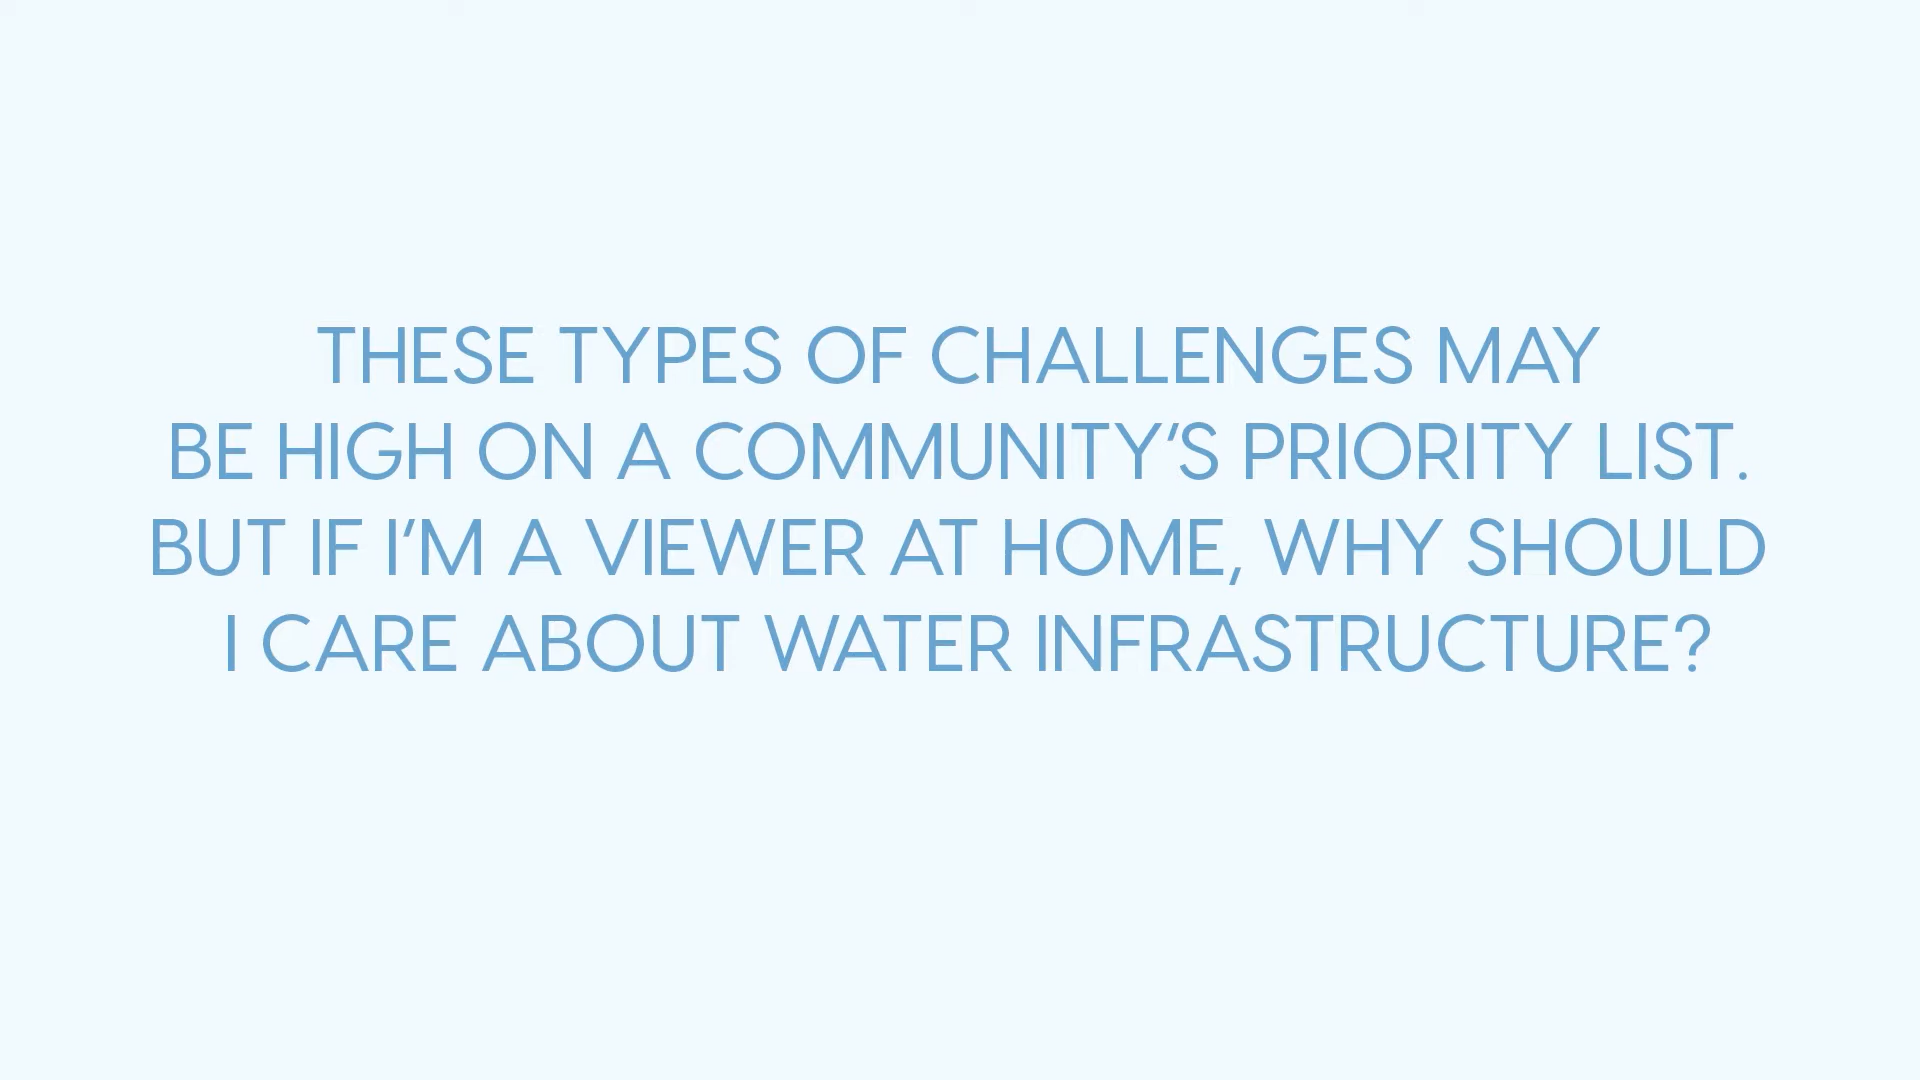 THESE TYPES OF CHALLENGES MAY
BE HIGH ON A COMMUNITY‘S PRIORITY LIST.
BUT IF I’M A VIEWER AT HOME, WHY SHOULD
I CARE ABOUT WATER INFRASTRUCTURE?